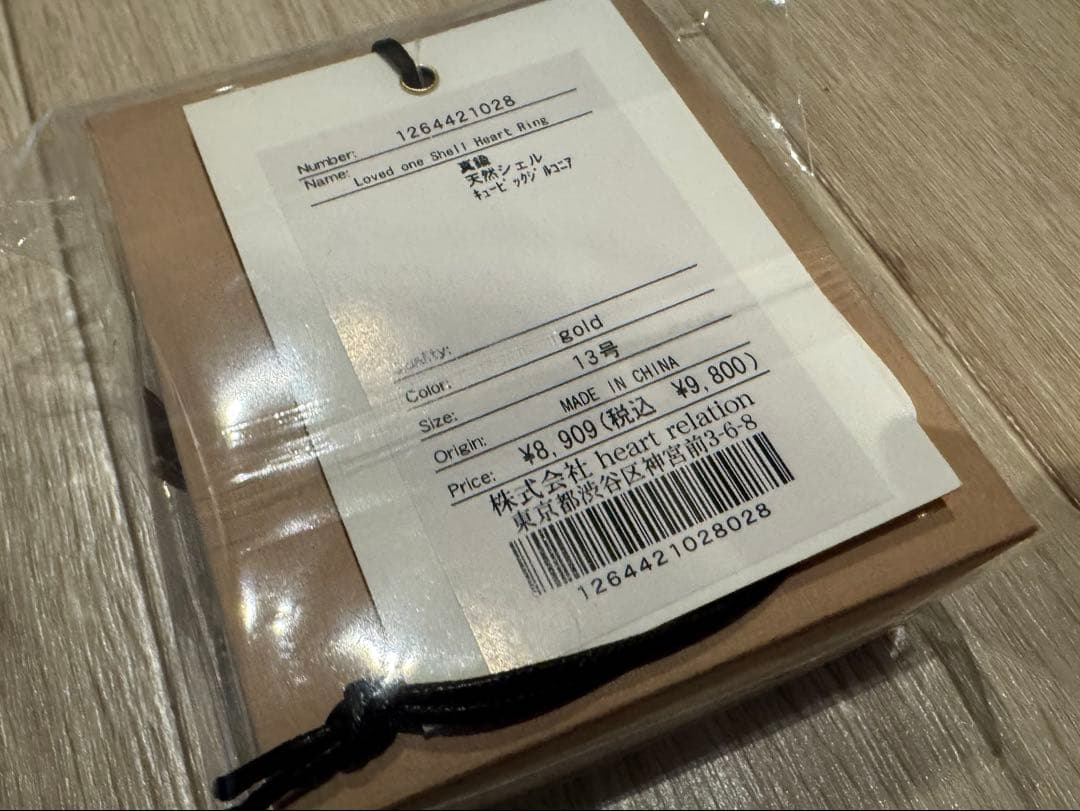 Number: 1264421028
Name: Loved one Shell Heart Ring
真鍮
天然シェル
キュービックジルコニア
Quality:
Color: gold
Size: 13号
Origin: MADE IN CHINA
Price: ¥8,909(税込 ¥9,800)
株式会社 heart relation
東京都渋谷区神宮前3-6-8
1264421028028